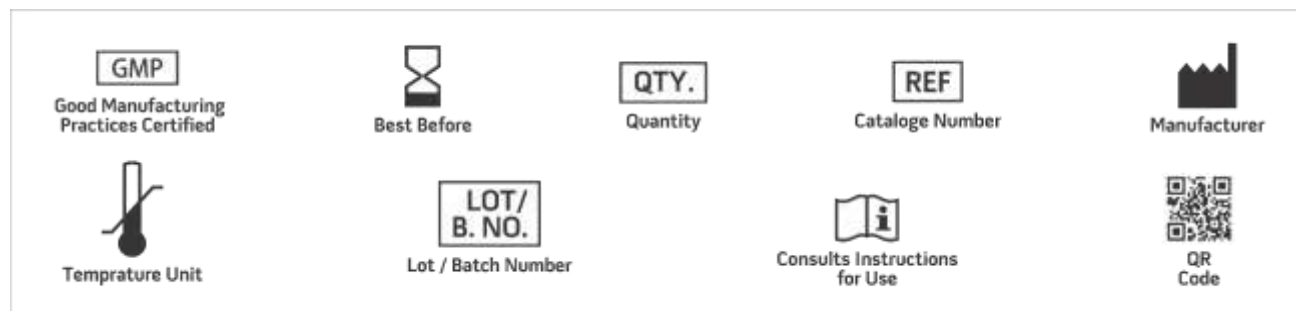 GMP
Good Manufacturing
Practices Certified
Best Before
QTY.
Quantity
REF
Cataloge Number
Manufacturer
Temprature Unit
LOT/
B. NO.
Lot / Batch Number
i
Consults Instructions
for Use
QR
Code